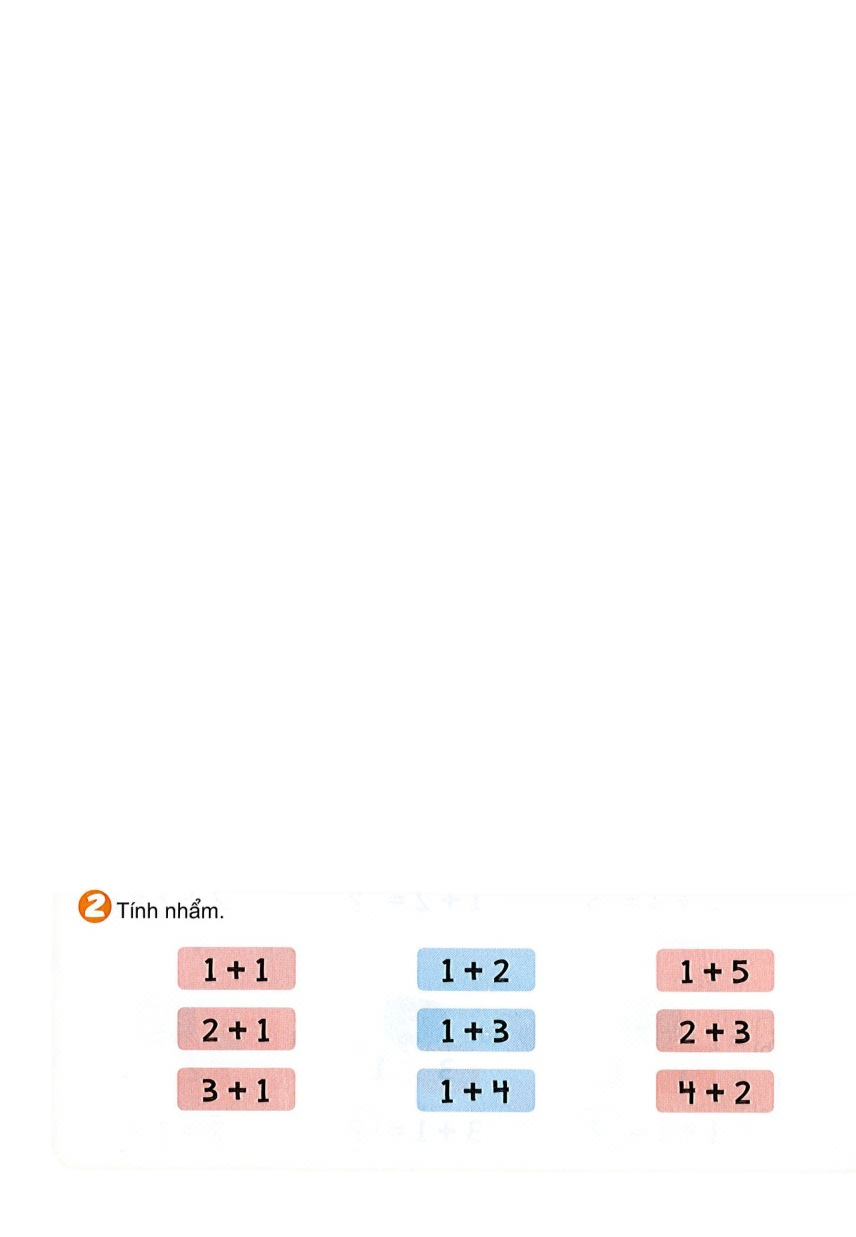 2 Tính nhẩm.
1 + 1 1 + 2 1 + 5
2 + 1 1 + 3 2 + 3
3 + 1 1 + 4 4 + 2